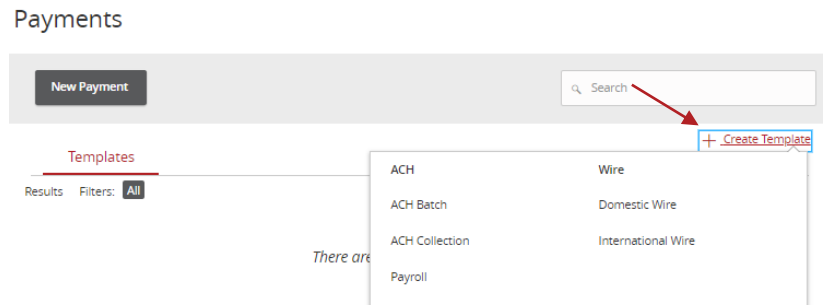 Payments
New Payment
Search
Create Template
Templates
ACH Wire
Results Filters: All
ACH Batch Domestic Wire
ACH Collection International Wire
There are
Payroll